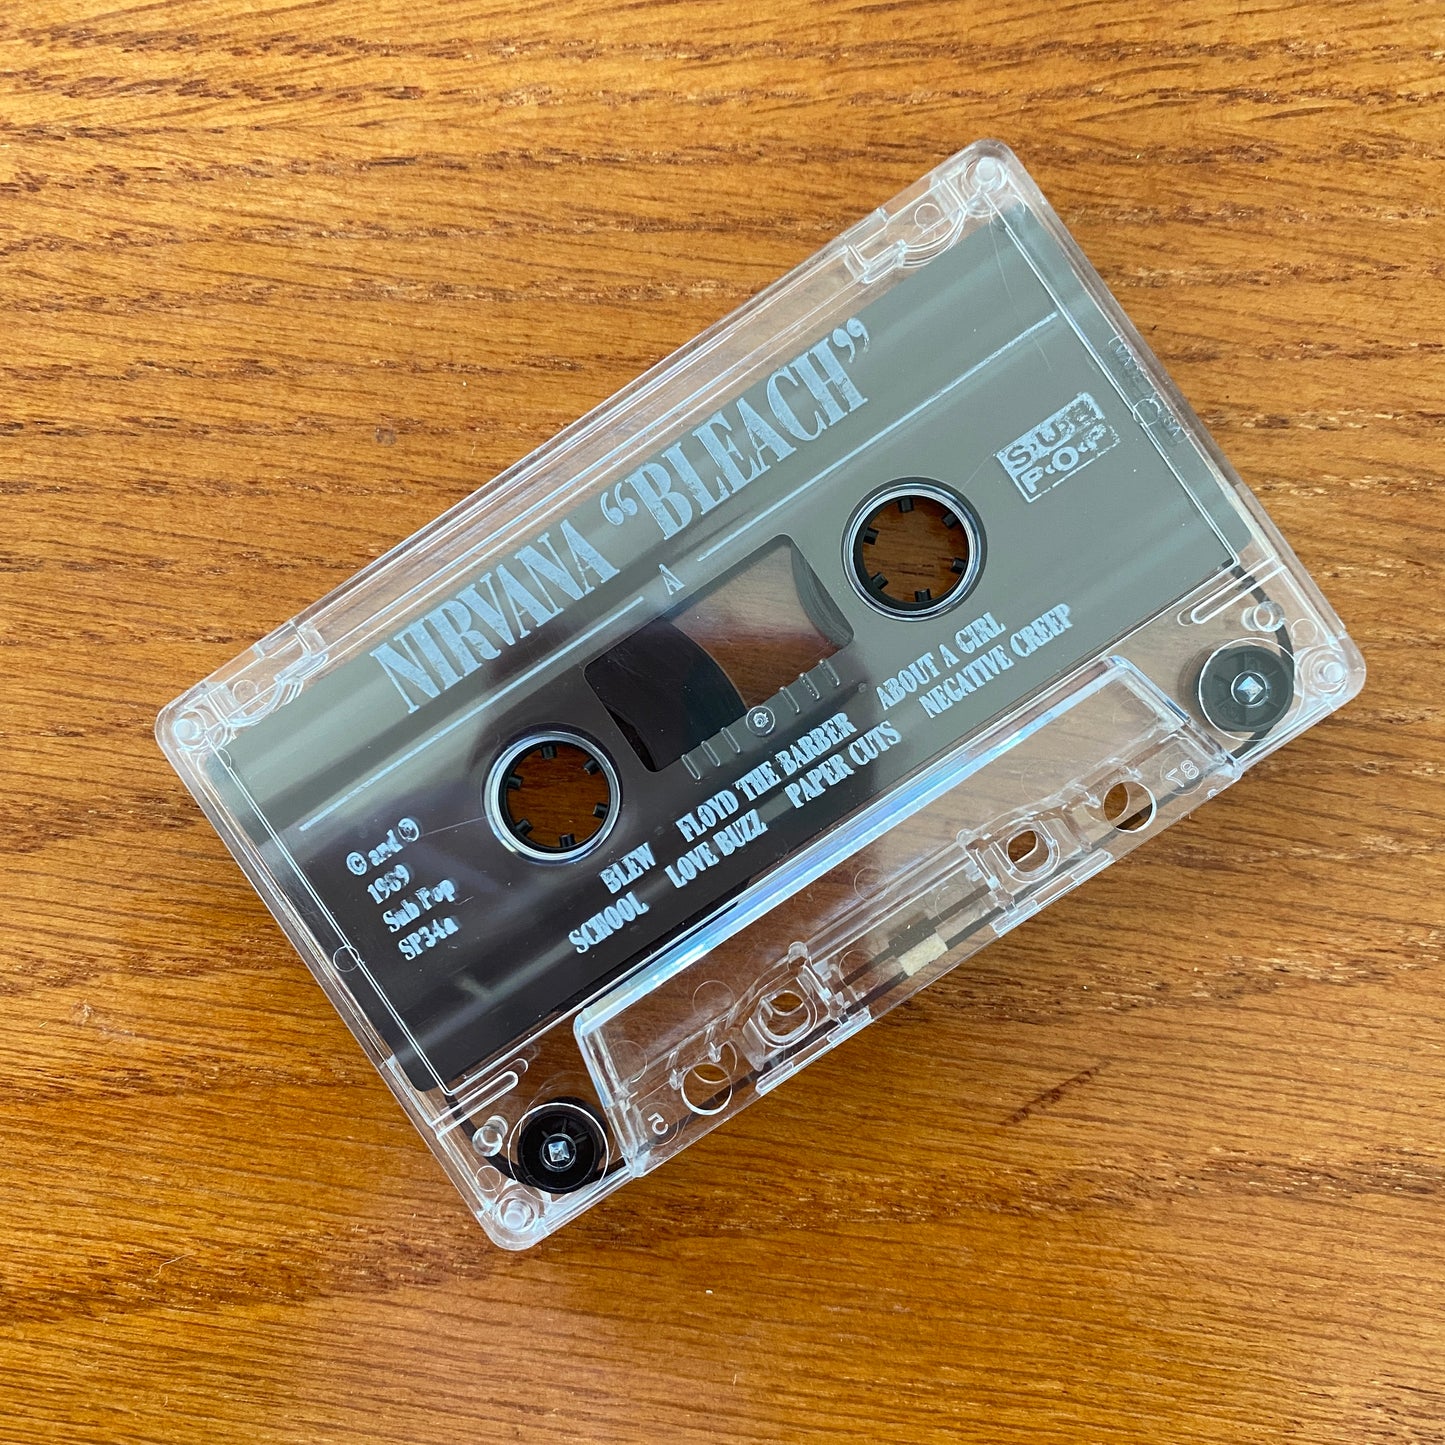 NIRVANA “BLEACH”
A
SUB
POP
© and ℗
1989
Sub Pop
SP34a
BLEW FLOYD THE BARBER ABOUT A GIRL
SCHOOL LOVE BUZZ PAPER CUTS NEGATIVE CREEP
5